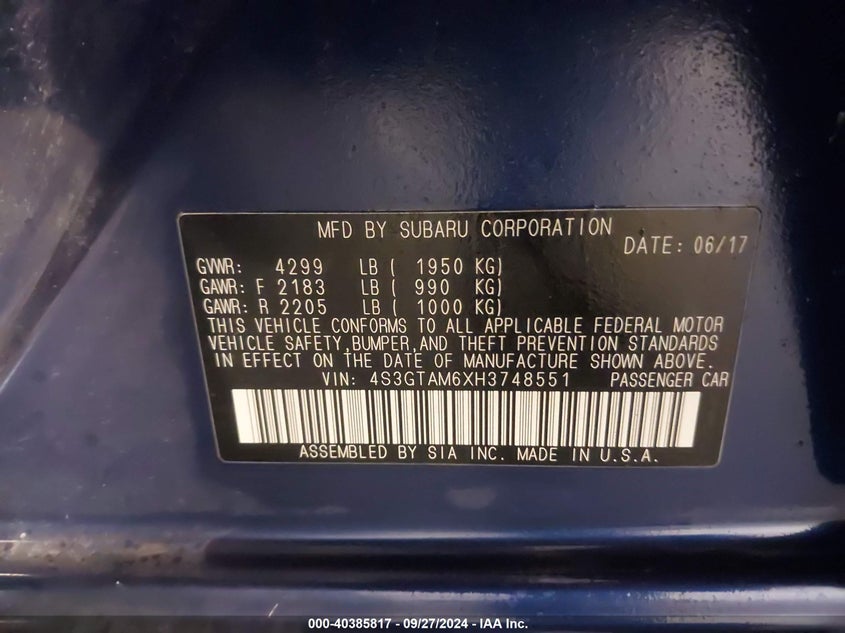 MFD BY SUBARU CORPORATION
DATE: 06/17
GVWR: 4299 LB ( 1950 KG)
GAWR: F 2183 LB ( 990 KG)
GAWR: R 2205 LB ( 1000 KG)
THIS VEHICLE CONFORMS TO ALL APPLICABLE FEDERAL MOTOR
VEHICLE SAFETY,BUMPER,AND THEFT PREVENTION STANDARDS
IN EFFECT ON THE DATE OF MANUFACTURE SHOWN ABOVE.
VIN: 4S3GTAM6XH3748551 PASSENGER CAR
ASSEMBLED BY SIA INC. MADE IN U.S.A.
000-40385817 - 09/27/2024 - IAA Inc.